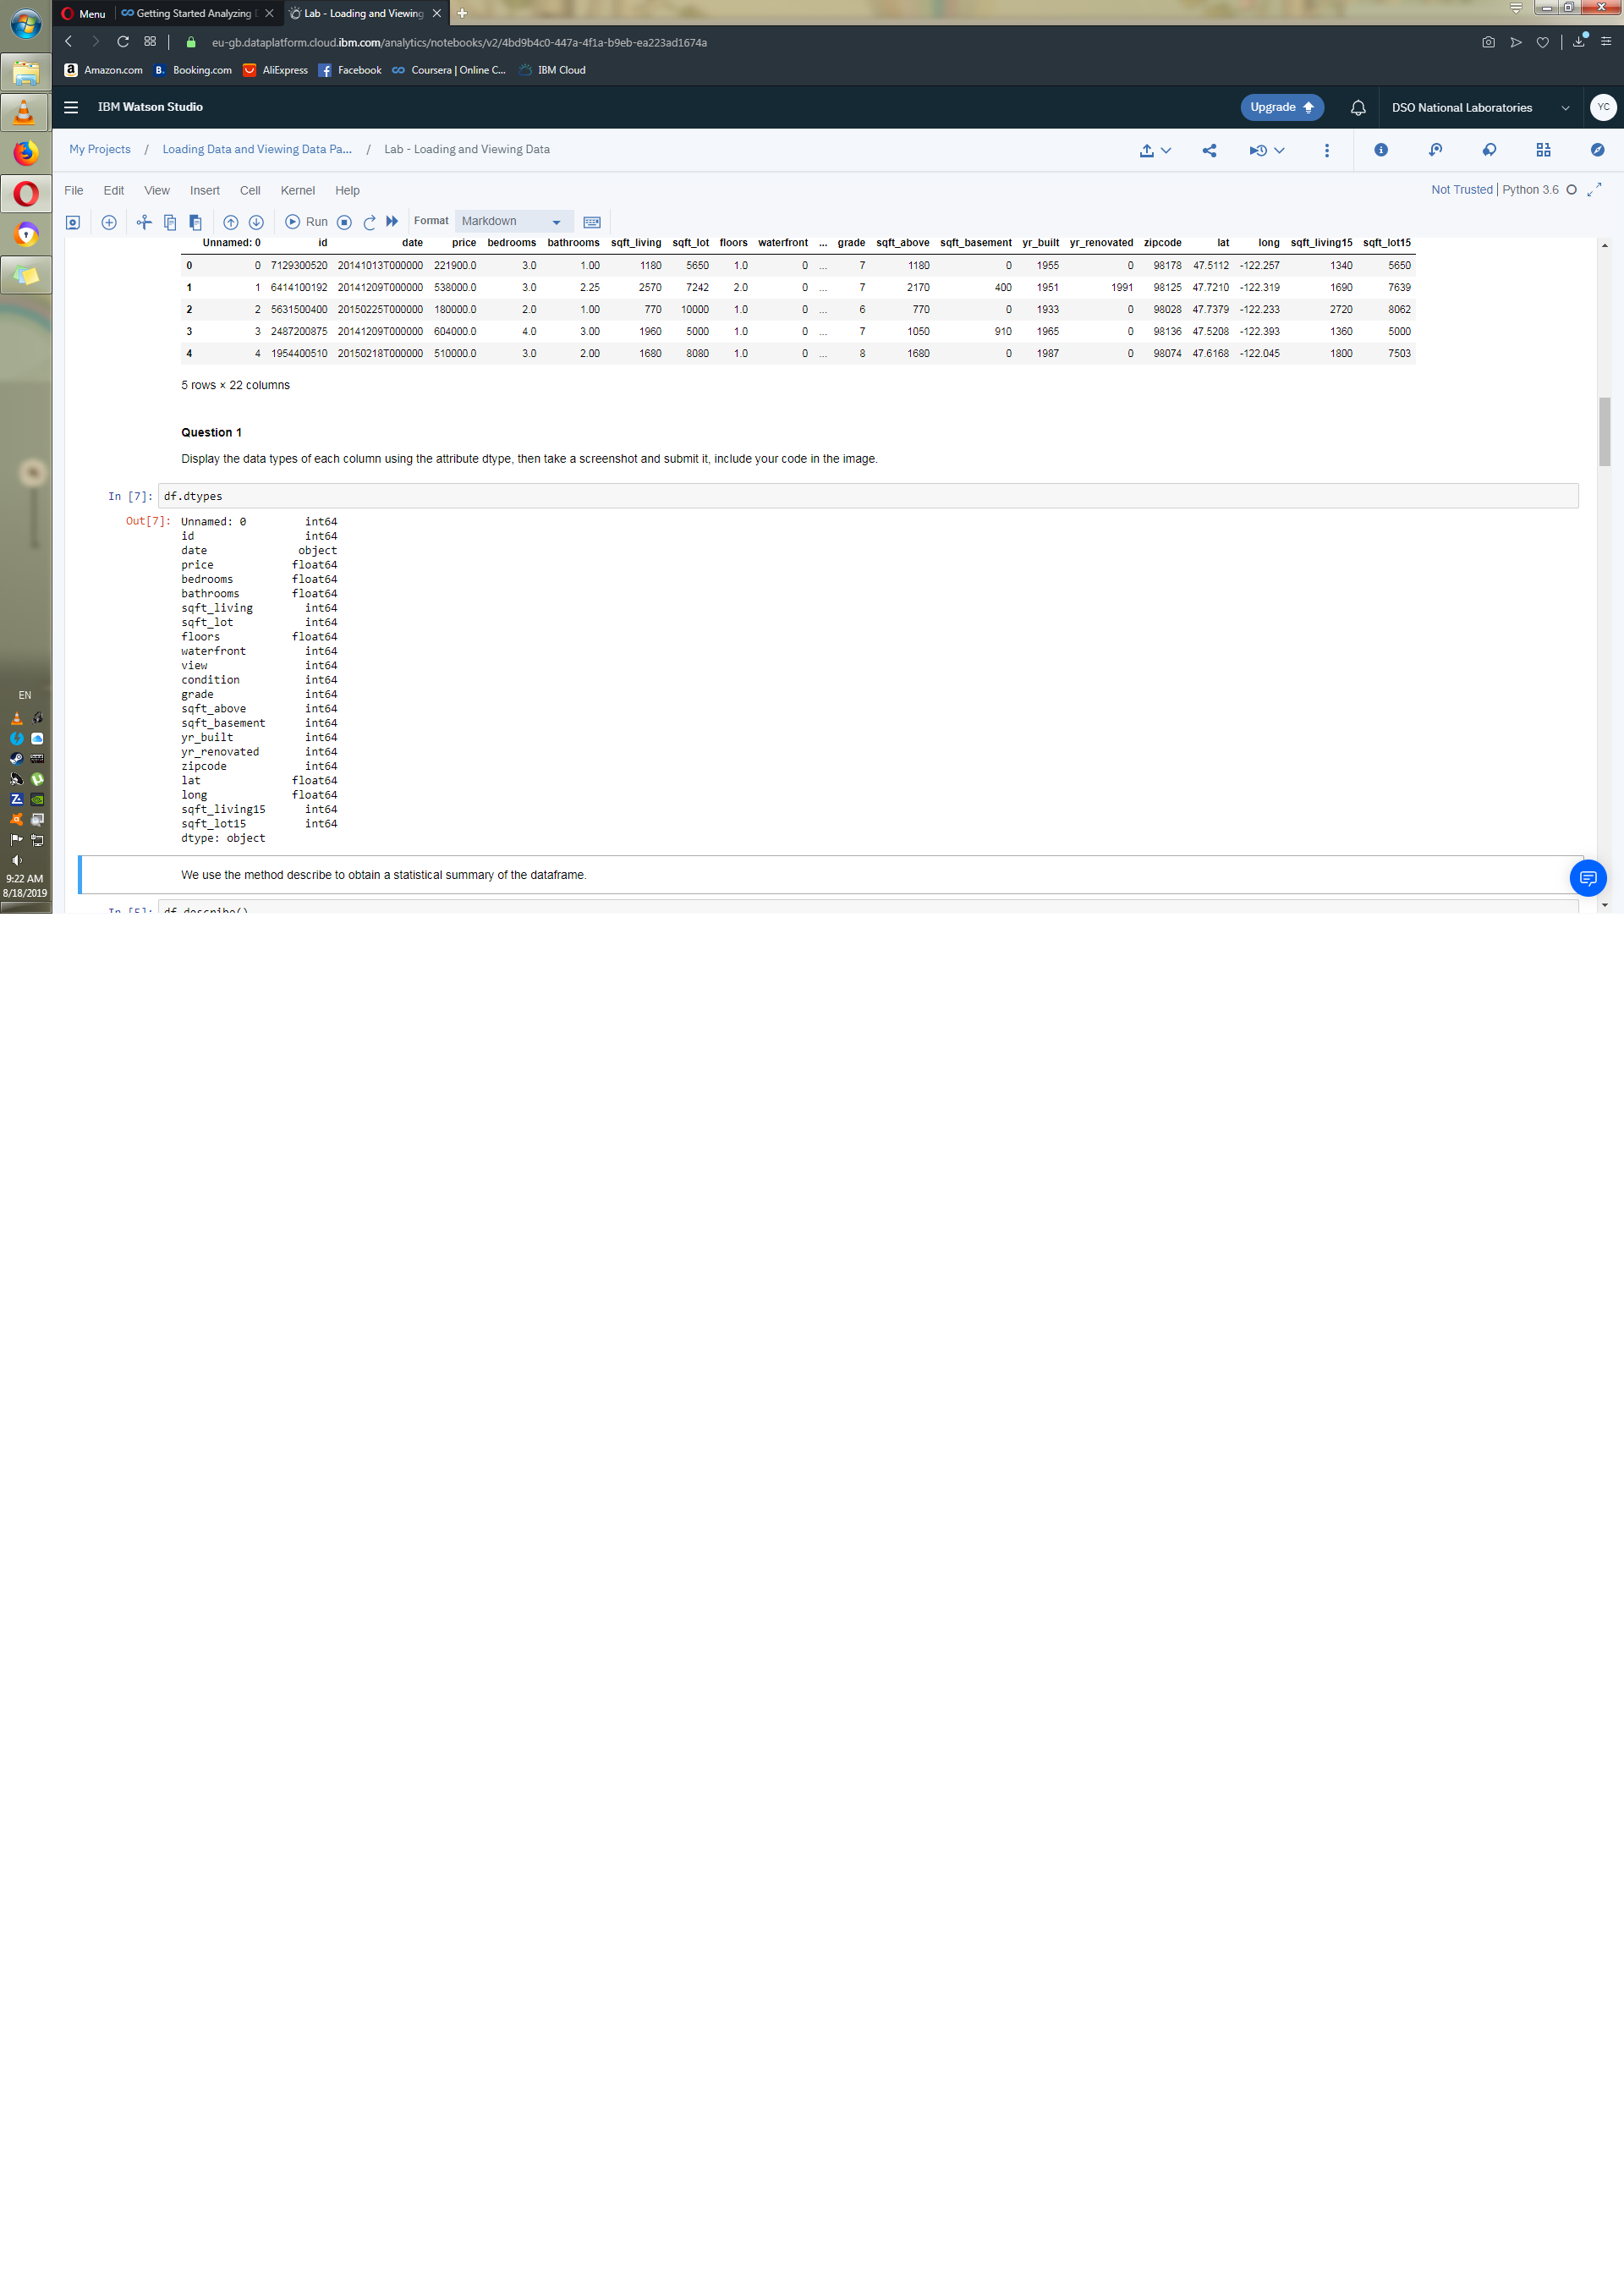 Menu
Getting Started Analyzing
Lab - Loading and Viewing
eu-gb.dataplatform.cloud.ibm.com/analytics/notebooks/v2/4bd9b4c0-447a-4f1a-b9eb-ea223ad1674a
Amazon.com Booking.com AliExpress Facebook Coursera | Online C... IBM Cloud
IBM Watson Studio Upgrade DSO National Laboratories YC
My Projects / Loading Data and Viewing Data Pa... / Lab - Loading and Viewing Data
File Edit View Insert Cell Kernel Help Not Trusted | Python 3.6
Run Format Markdown
Unnamed: 0 id date price bedrooms bathrooms sqft_living sqft_lot floors waterfront ... grade sqft_above sqft_basement yr_built yr_renovated zipcode lat long sqft_living15 sqft_lot15
0 0 7129300520 20141013T000000 221900.0 3.0 1.00 1180 5650 1.0 0 ... 7 1180 0 1955 0 98178 47.5112 -122.257 1340 5650
1 1 6414100192 20141209T000000 538000.0 3.0 2.25 2570 7242 2.0 0 ... 7 2170 400 1951 1991 98125 47.7210 -122.319 1690 7639
2 2 5631500400 20150225T000000 180000.0 2.0 1.00 770 10000 1.0 0 ... 6 770 0 1933 0 98028 47.7379 -122.233 2720 8062
3 3 2487200875 20141209T000000 604000.0 4.0 3.00 1960 5000 1.0 0 ... 7 1050 910 1965 0 98136 47.5208 -122.393 1360 5000
4 4 1954400510 20150218T000000 510000.0 3.0 2.00 1680 8080 1.0 0 ... 8 1680 0 1987 0 98074 47.6168 -122.045 1800 7503
5 rows × 22 columns
Question 1
Display the data types of each column using the attribute dtype, then take a screenshot and submit it, include your code in the image.
In [7]: df.dtypes
Out[7]: Unnamed: 0 int64
id int64
date object
price float64
bedrooms float64
bathrooms float64
sqft_living int64
sqft_lot int64
floors float64
waterfront int64
view int64
condition int64
grade int64
sqft_above int64
sqft_basement int64
yr_built int64
yr_renovated int64
zipcode int64
lat float64
long float64
sqft_living15 int64
sqft_lot15 int64
dtype: object
We use the method describe to obtain a statistical summary of the dataframe.
In [5]: df.describe()
EN
9:22 AM
8/18/2019